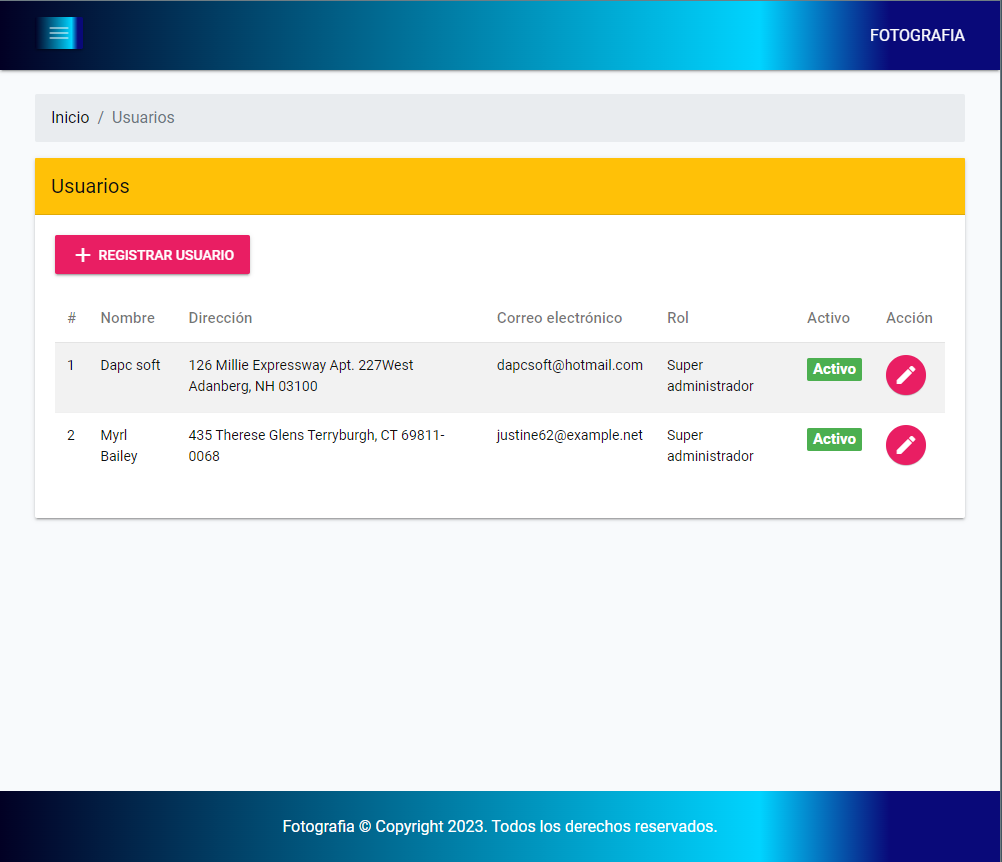 FOTOGRAFIA
Inicio / Usuarios
Usuarios
+ REGISTRAR USUARIO
# Nombre Dirección Correo electrónico Rol Activo Acción
1 Dapc soft 126 Millie Expressway Apt. 227West dapcsoft@hotmail.com Super Activo
Adanberg, NH 03100 administrador
2 Myrl 435 Therese Glens Terryburgh, CT 69811- justine62@example.net Super Activo
Bailey 0068 administrador
Fotografia © Copyright 2023. Todos los derechos reservados.